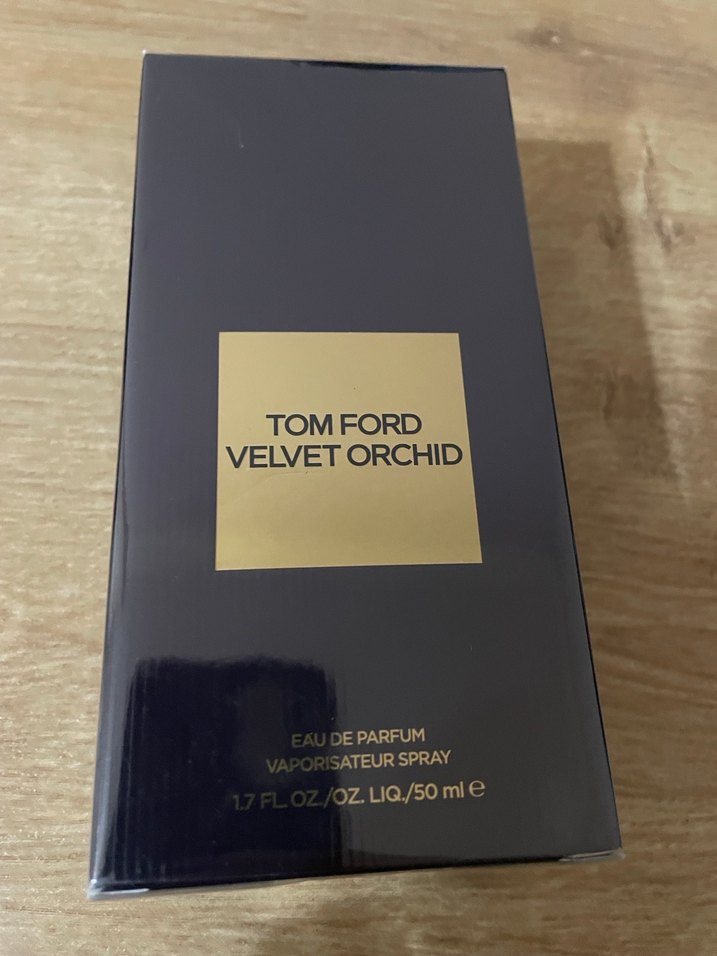 TOM FORD
VELVET ORCHID
EAU DE PARFUM
VAPORISATEUR SPRAY
1.7 FL. OZ./OZ. LIQ./50 ml ℮